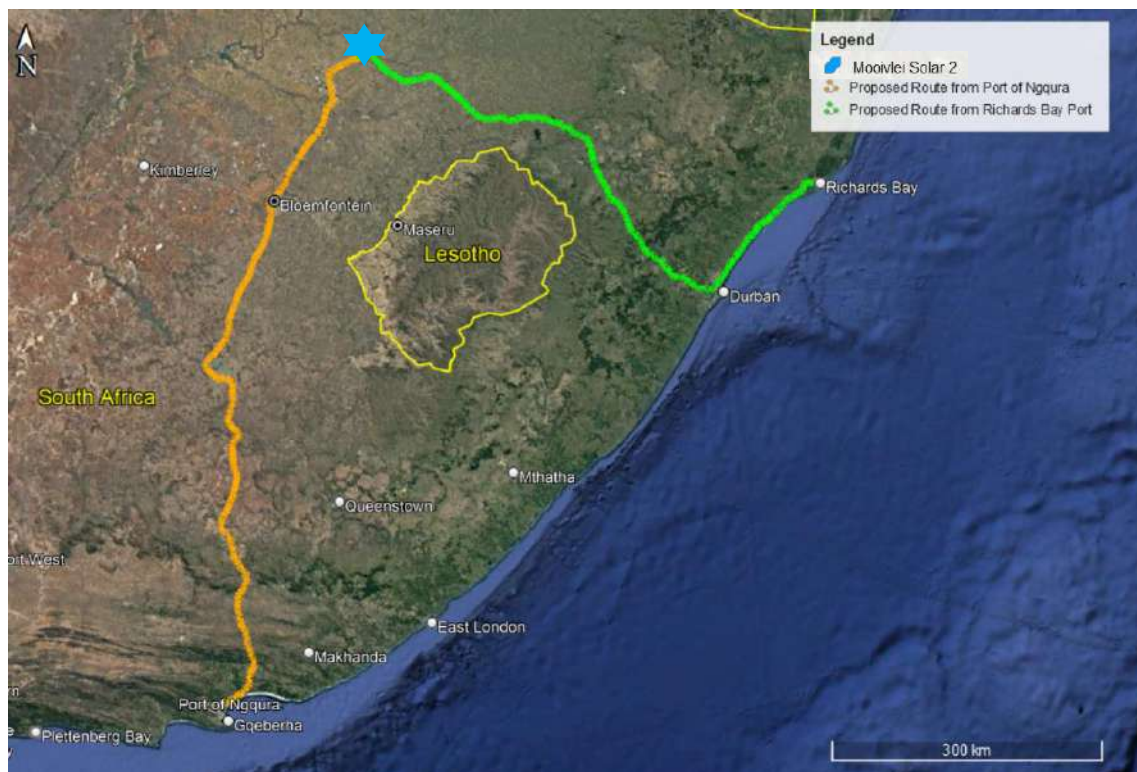 N
Legend
Mooivlei Solar 2
Proposed Route from Port of Ngqura
Proposed Route from Richards Bay Port
Kimberley
Richards Bay
Bloemfontein
Maseru
Lesotho
Durban
South Africa
Mthatha
Queenstown
ort West
East London
Makhanda
rn
Port of Ngqura
Gqeberha
e
Plettenberg Bay
y
300 km